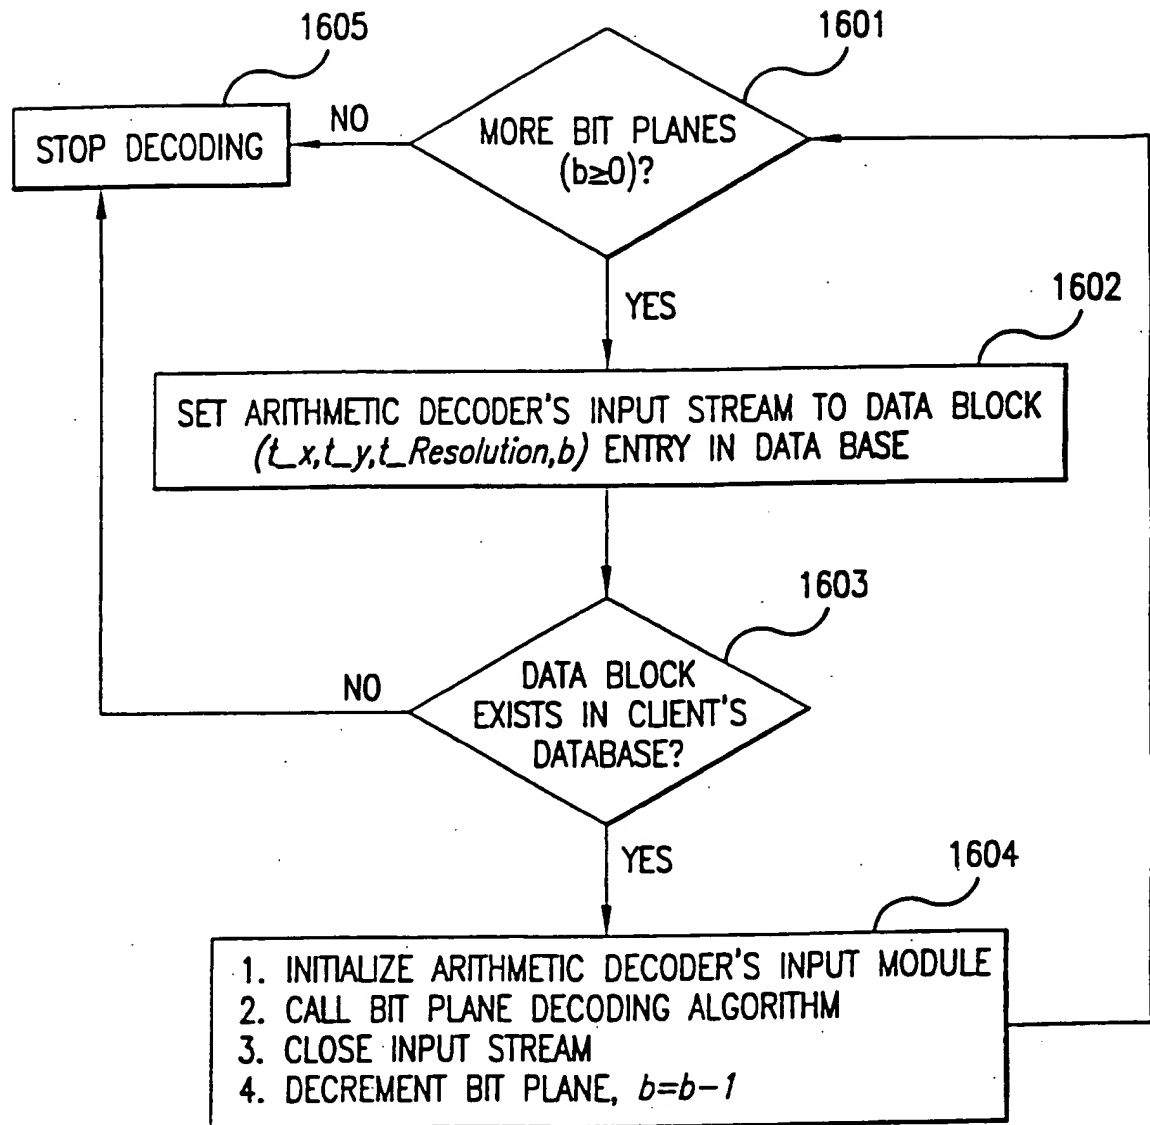 1605
1601
STOP DECODING
NO
MORE BIT PLANES
(b≥0)?
YES
1602
SET ARITHMETIC DECODER'S INPUT STREAM TO DATA BLOCK
(t_x,t_y,t_Resolution,b) ENTRY IN DATA BASE
1603
NO
DATA BLOCK
EXISTS IN CLIENT'S
DATABASE?
YES
1604
1. INITIALIZE ARITHMETIC DECODER'S INPUT MODULE
2. CALL BIT PLANE DECODING ALGORITHM
3. CLOSE INPUT STREAM
4. DECREMENT BIT PLANE, b=b-1